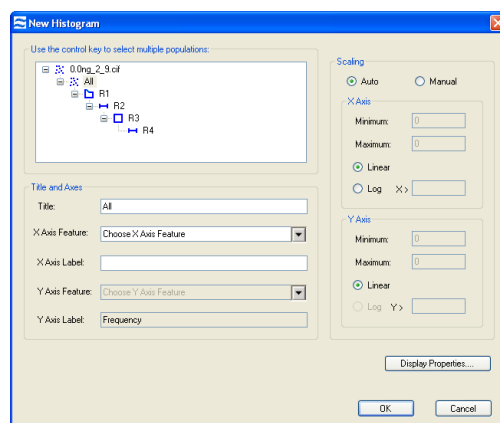 New Histogram
Use the control key to select multiple populations:
0.0ng_2_9.cif
All
R1
R2
R3
R4
Title and Axes
Title: All
X Axis Feature: Choose X Axis Feature
X Axis Label:
Y Axis Feature: Choose Y Axis Feature
Y Axis Label: Frequency
Scaling
Auto Manual
X Axis
Minimum: 0
Maximum: 0
Linear
Log X >
Y Axis
Minimum: 0
Maximum: 0
Linear
Log Y >
Display Properties....
OK Cancel